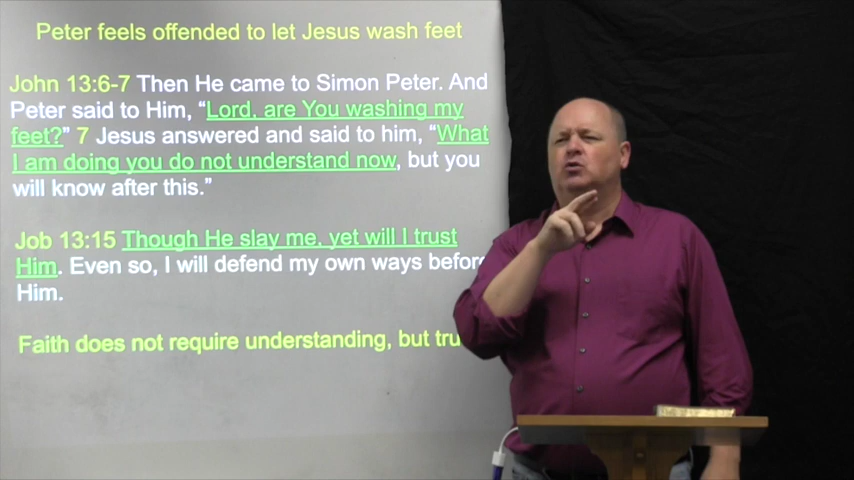 Peter feels offended to let Jesus wash feet
John 13:6-7 Then He came to Simon Peter. And
Peter said to Him, “Lord, are You washing my
feet?” 7 Jesus answered and said to him, “What
I am doing you do not understand now, but you
will know after this.”
Job 13:15 Though He slay me, yet will I trust
Him. Even so, I will defend my own ways before
Him.
Faith does not require understanding, but